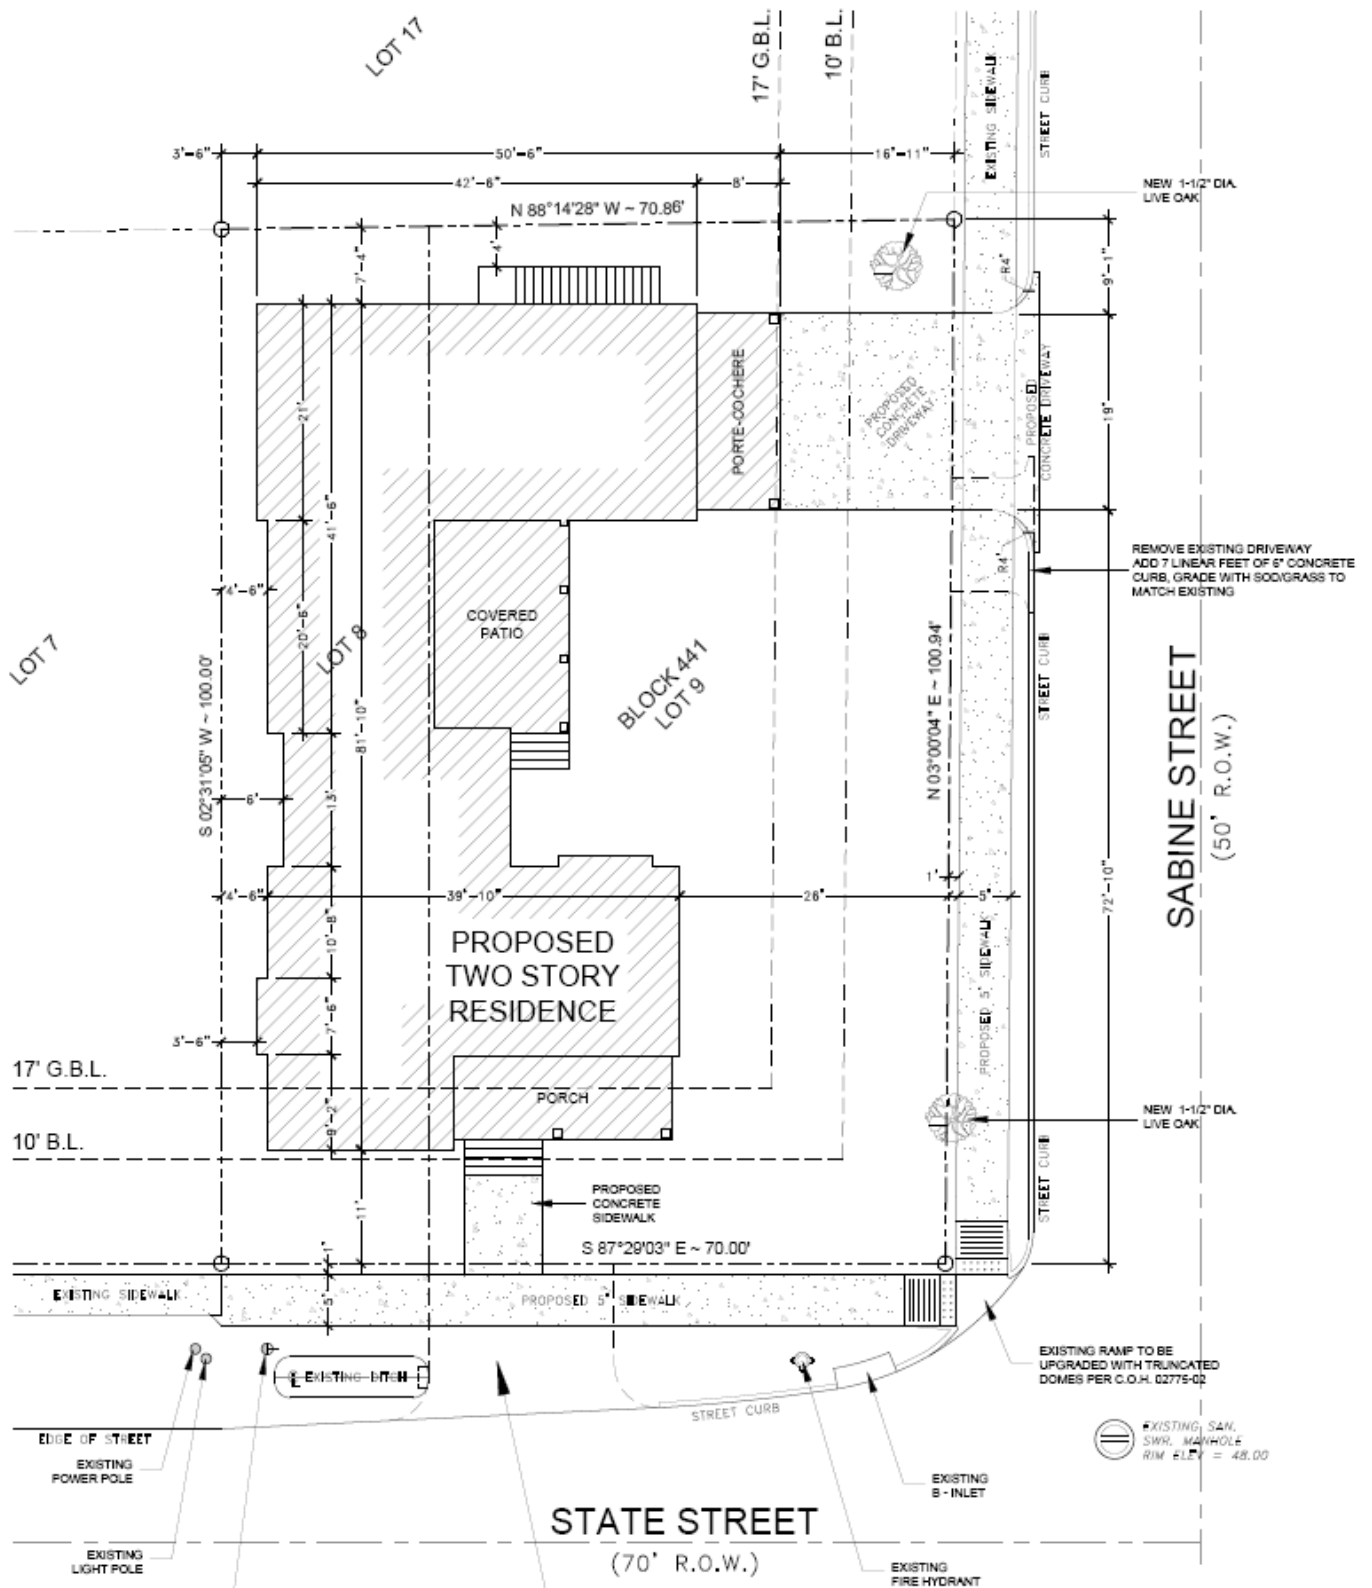 LOT 17
17' G.B.L.
10' B.L.
EXISTING SIDEWALK
STREET CURB
3'-6"
50'-6"
16'-11"
42'-6"
8'
NEW 1-1/2" DIA.
LIVE OAK
N 88°14'28" W ~ 70.86'
4'
7'-4"
R4'
9'-1"
PORTE-COCHERE
PROPOSED
CONCRETE
DRIVEWAY
PROPOSED
CONCRETE DRIVEWAY
19'
21'
41'-6"
R4'
REMOVE EXISTING DRIVEWAY
ADD 7 LINEAR FEET OF 6" CONCRETE
CURB, GRADE WITH SOD/GRASS TO
MATCH EXISTING
4'-6"
20'-6"
COVERED
PATIO
LOT 7
LOT 8
BLOCK 441
LOT 9
S 02°31'05" W ~ 100.00'
81'-10"
N 03°00'04" E ~ 100.94'
STREET CURB
SABINE STREET
(50' R.O.W.)
6'
13'
1'
4'-6"
39'-10"
26'
5'
72'-10"
10'-8"
PROPOSED
TWO STORY
RESIDENCE
PROPOSED 5' SIDEWALK
7'-6"
3'-6"
17' G.B.L.
9'-2"
PORCH
NEW 1-1/2" DIA.
LIVE OAK
10' B.L.
STREET CURB
PROPOSED
CONCRETE
SIDEWALK
11'
1'
S 87°29'03" E ~ 70.00'
EXISTING SIDEWALK
5'
PROPOSED 5' SIDEWALK
EXISTING DITCH
EXISTING RAMP TO BE
UPGRADED WITH TRUNCATED
DOMES PER C.O.H. 02775-02
STREET CURB
EDGE OF STREET
EXISTING
POWER POLE
EXISTING SAN.
SWR. MANHOLE
RIM ELEV = 48.00
EXISTING
B - INLET
STATE STREET
(70' R.O.W.)
EXISTING
LIGHT POLE
EXISTING
FIRE HYDRANT